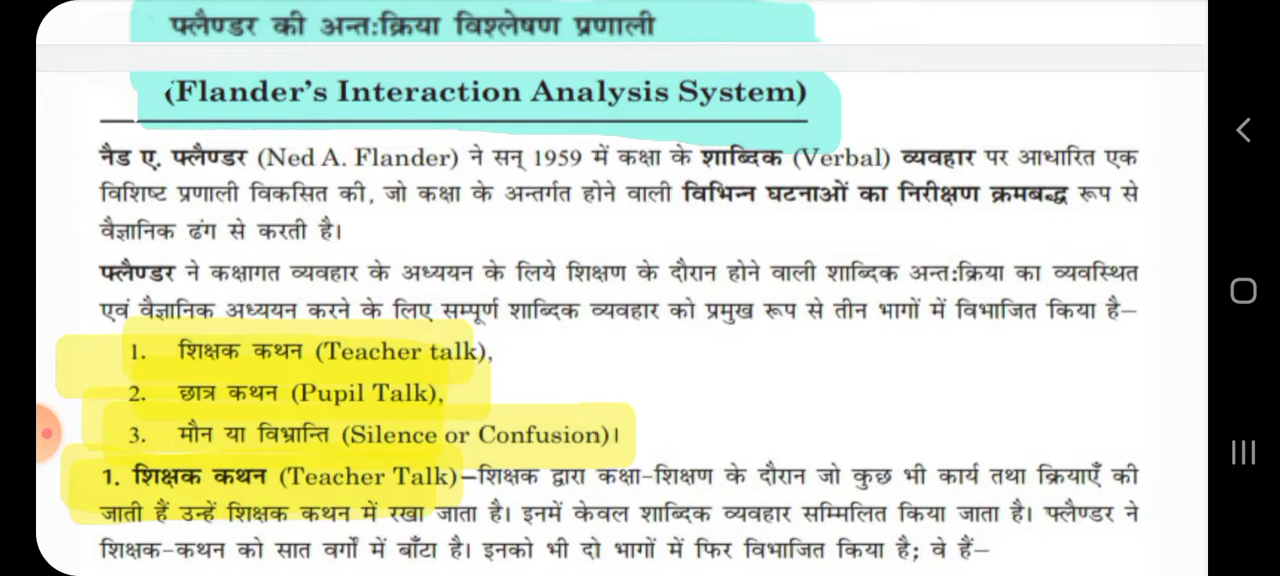 फ्लैण्डर की अन्तःक्रिया विश्लेषण प्रणाली
(Flander's Interaction Analysis System)
नैड ए. फ्लैण्डर (Ned A. Flander) ने सन् 1959 में कक्षा के शाब्दिक (Verbal) व्यवहार पर आधारित एक
विशिष्ट प्रणाली विकसित की, जो कक्षा के अन्तर्गत होने वाली विभिन्न घटनाओं का निरीक्षण क्रमबद्ध रूप से
वैज्ञानिक ढंग से करती है।
फ्लैण्डर ने कक्षागत व्यवहार के अध्ययन के लिये शिक्षण के दौरान होने वाली शाब्दिक अन्तःक्रिया का व्यवस्थित
एवं वैज्ञानिक अध्ययन करने के लिए सम्पूर्ण शाब्दिक व्यवहार को प्रमुख रूप से तीन भागों में विभाजित किया है–
1. शिक्षक कथन (Teacher talk),
2. छात्र कथन (Pupil Talk),
3. मौन या विभ्रान्ति (Silence or Confusion)।
1. शिक्षक कथन (Teacher Talk)–शिक्षक द्वारा कक्षा-शिक्षण के दौरान जो कुछ भी कार्य तथा क्रियाएँ की
जाती हैं उन्हें शिक्षक कथन में रखा जाता है। इनमें केवल शाब्दिक व्यवहार सम्मिलित किया जाता है। फ्लैण्डर ने
शिक्षक-कथन को सात वर्गों में बाँटा है। इनको भी दो भागों में फिर विभाजित किया है; वे हैं–